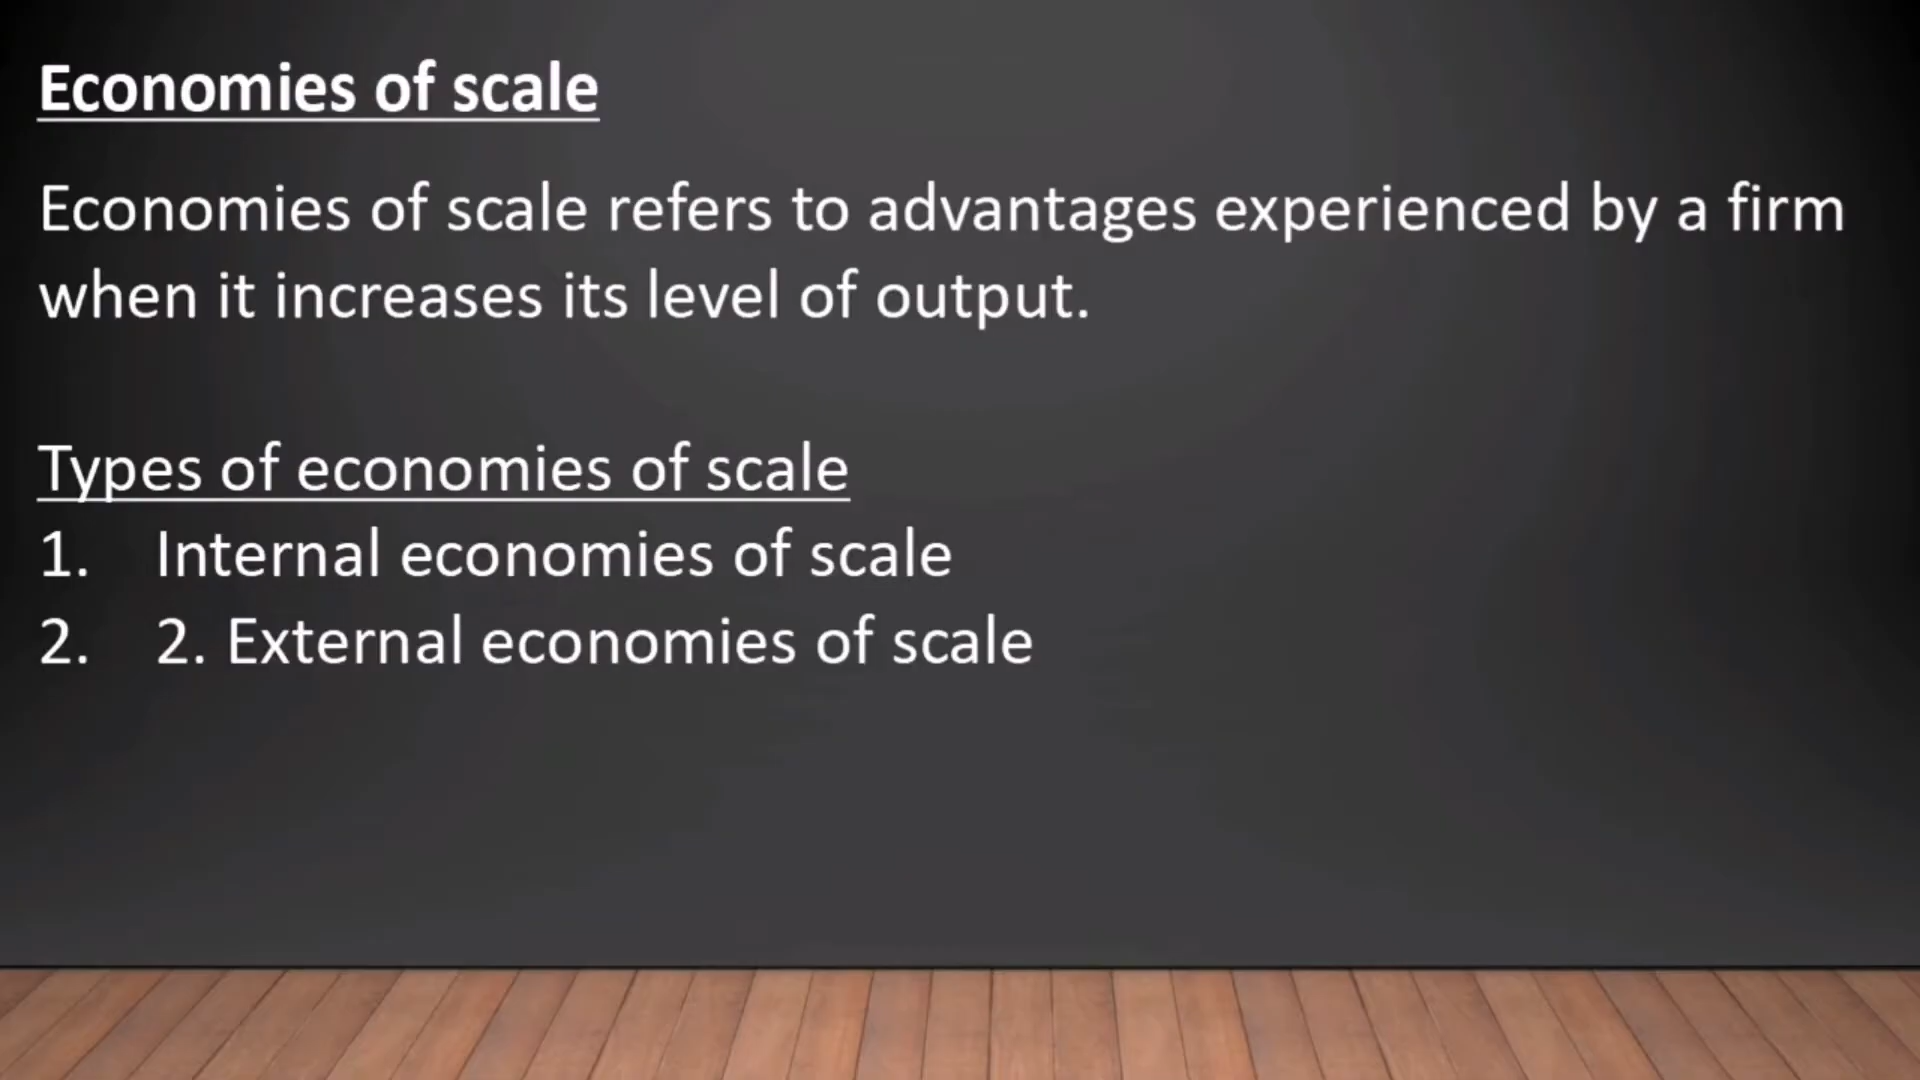 Economies of scale
Economies of scale refers to advantages experienced by a firm
when it increases its level of output.
Types of economies of scale
1. Internal economies of scale
2. 2. External economies of scale